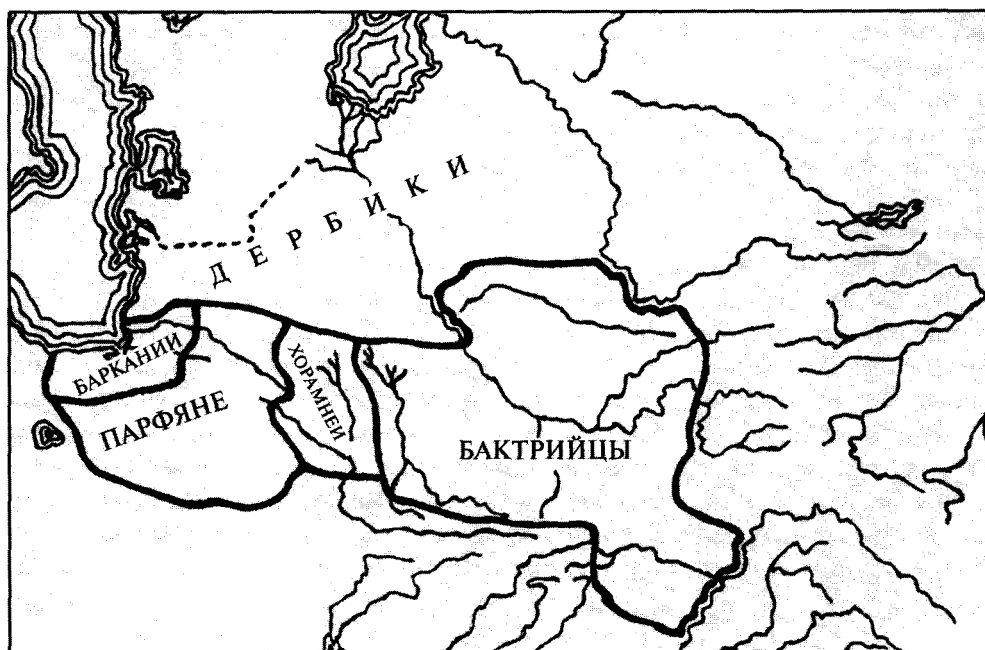 ДЕРБИКИ
БАРКАНИИ
ХОРАМНЕИ
ПАРФЯНЕ
БАКТРИЙЦЫ